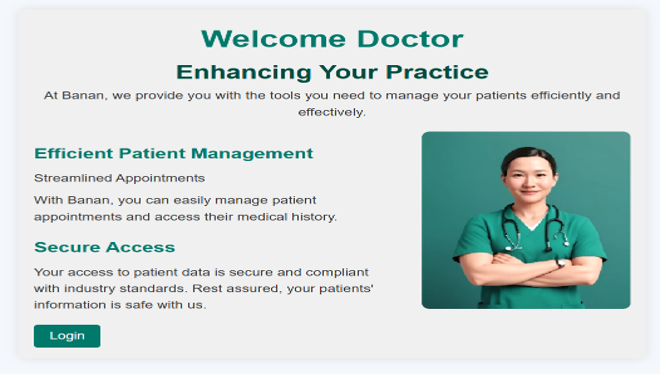 Welcome Doctor
Enhancing Your Practice
At Banan, we provide you with the tools you need to manage your patients efficiently and
effectively.
Efficient Patient Management
Streamlined Appointments
With Banan, you can easily manage patient
appointments and access their medical history.
Secure Access
Your access to patient data is secure and compliant
with industry standards. Rest assured, your patients'
information is safe with us.
Login